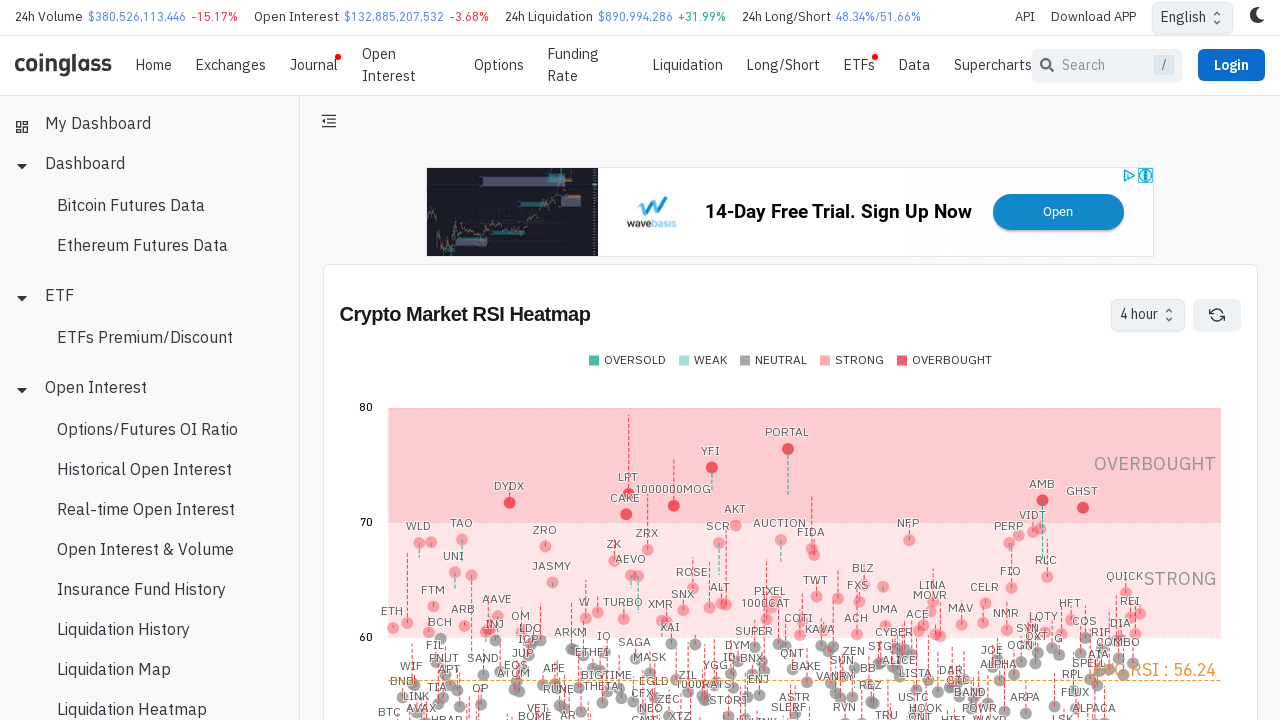 24h Volume $380,526,113,446 -15.17% Open Interest $132,885,207,532 -3.68% 24h Liquidation $890,994,286 +31.99% 24h Long/Short 48.34%/51.66% API Download APP English
coinglass Home Exchanges Journal Open Interest Options Funding Rate Liquidation Long/Short ETFs Data Supercharts Search / Login
My Dashboard
Dashboard
Bitcoin Futures Data
Ethereum Futures Data
ETF
ETFs Premium/Discount
Open Interest
Options/Futures OI Ratio
Historical Open Interest
Real-time Open Interest
Open Interest & Volume
Insurance Fund History
Liquidation History
Liquidation Map
Liquidation Heatmap
wavebasis 14-Day Free Trial. Sign Up Now Open
Crypto Market RSI Heatmap 4 hour
OVERSOLD WEAK NEUTRAL STRONG OVERBOUGHT
80
PORTAL
YFI
OVERBOUGHT
LPT
DYDX 1000000MOG AMB
CAKE GHST
AKT
VIDT
70 WLD TAO ZRO ZRX SCR AUCTION FIDA NFP PERP
ZK
UNI AEVO RLC
JASMY ROSE BLZ FIO
STRONG QUICK
TWT
FTM ALT PIXEL FXS LINA CELR
AAVE W TURBO SNX 1000CAT MOVR
ETH ARB XMR UMA MAV HFT REI
BCH OM COTI ACH ACE NMR QTY
INJ LDO XAI SUPER KAVA CYBER SYN COS DIA
60
ICP ARKM IO G
FIL SAGA DYM STG OGN COMBO
JUP ETHFI QNT ZEN JOE ATA
PNUT SAND MASK ID BNX SUN ALICE SPELL
WIF APT EOS APE YGG BAKE BB ALPHA
ATOM BIGTIME ZIL VANRY LISTA DAR RPL AVG RSI : 56.24
BNB TIA OP RUNE THETA EGLD 1000RATS ENJ REZ CTC
LINK CFX ZEC STORJ ASTR USTC BAND ARPA FLUX
BTC AVAX VET NEO SLERF RVN HOOK POWR ALPACA
HBAR BOME AR XTZ TRU LSK